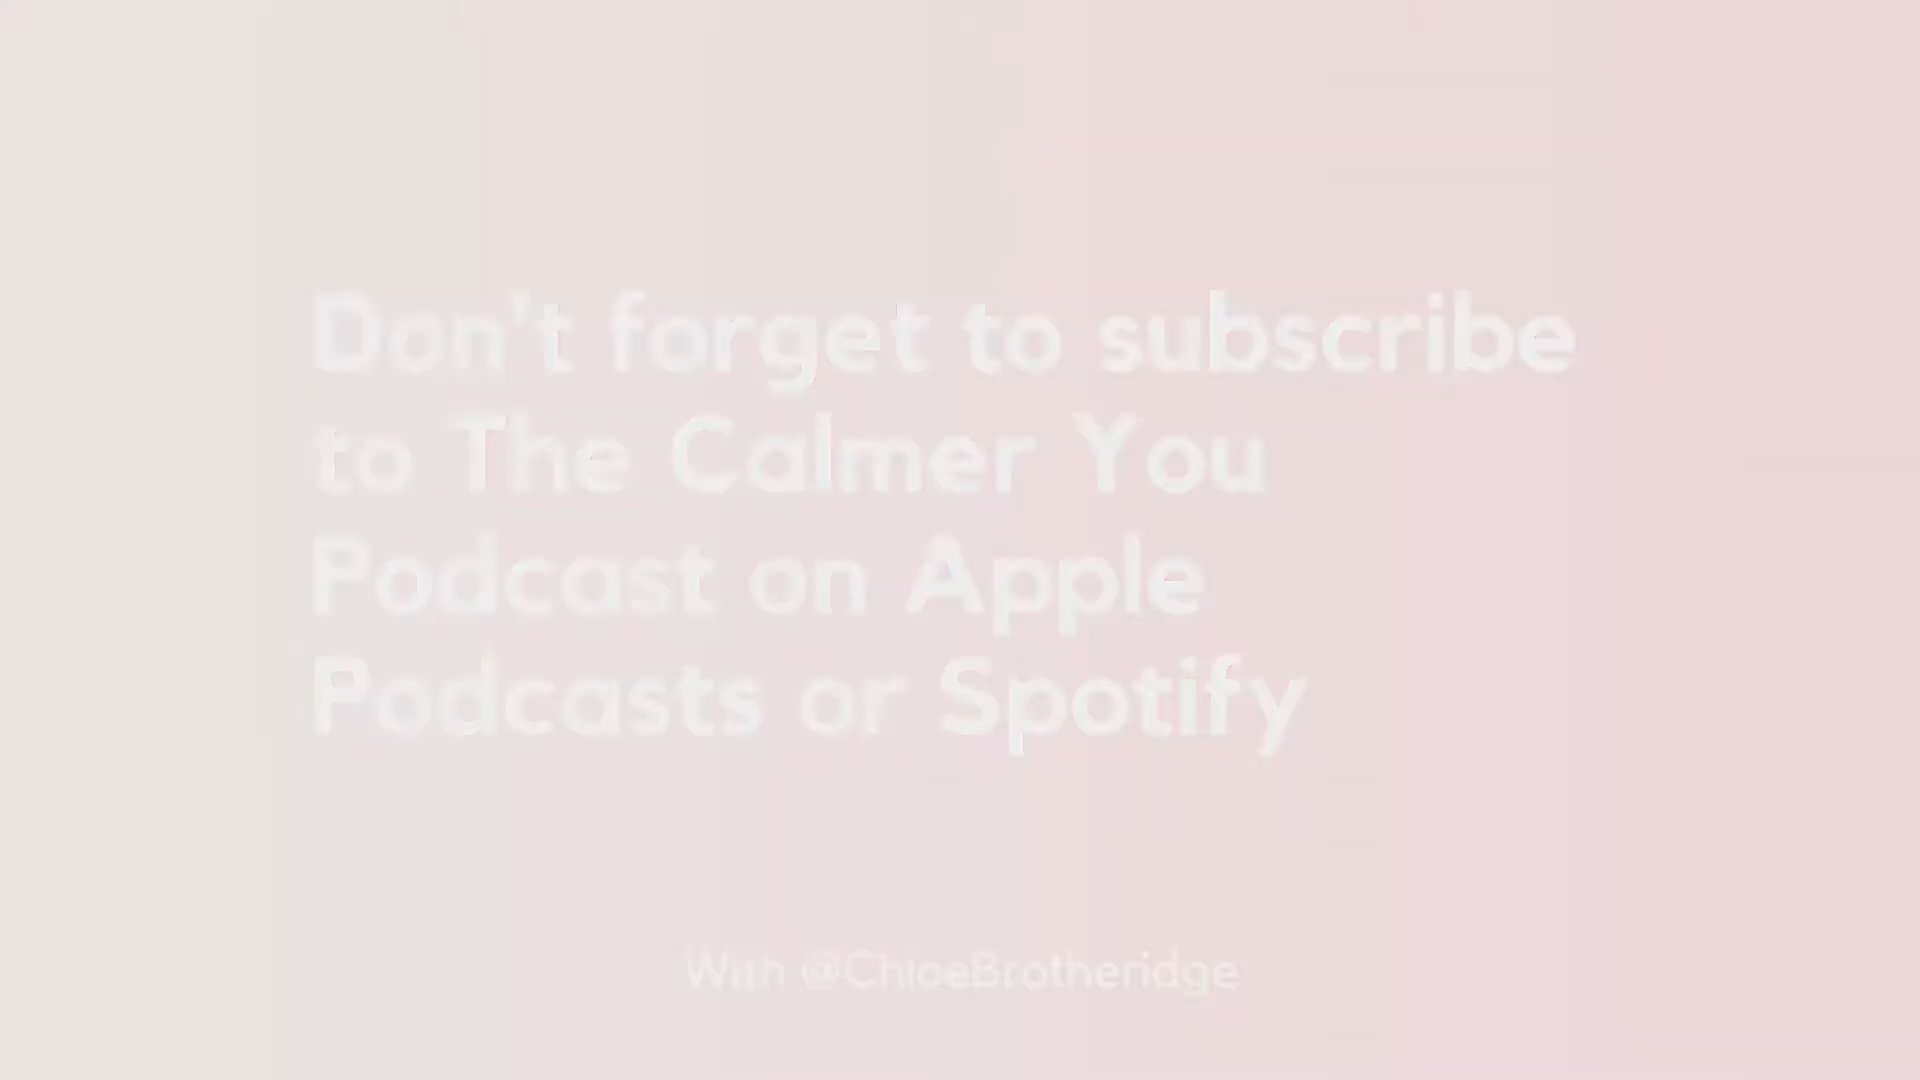 Don't forget to subscribe
to The Calmer You
Podcast on Apple
Podcasts or Spotify
With @ChloeBrotheridge